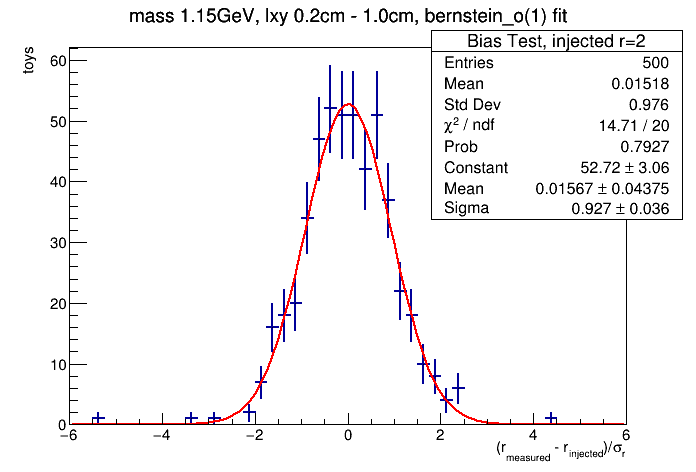 mass 1.15GeV, lxy 0.2cm - 1.0cm, bernstein_o(1) fit
Bias Test, injected r=2
Entries 500
Mean 0.01518
Std Dev 0.976
χ² / ndf 14.71 / 20
Prob 0.7927
Constant 52.72 ± 3.06
Mean 0.01567 ± 0.04375
Sigma 0.927 ± 0.036
toys
60
50
40
30
20
10
0
−6 −4 −2 0 2 4 6
(r_measured - r_injected)/σ_r